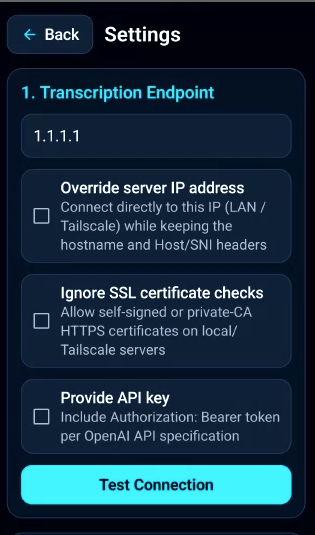 ← Back Settings
1. Transcription Endpoint
1.1.1.1
Override server IP address
Connect directly to this IP (LAN /
Tailscale) while keeping the
hostname and Host/SNI headers
Ignore SSL certificate checks
Allow self-signed or private-CA
HTTPS certificates on local/
Tailscale servers
Provide API key
Include Authorization: Bearer token
per OpenAI API specification
Test Connection